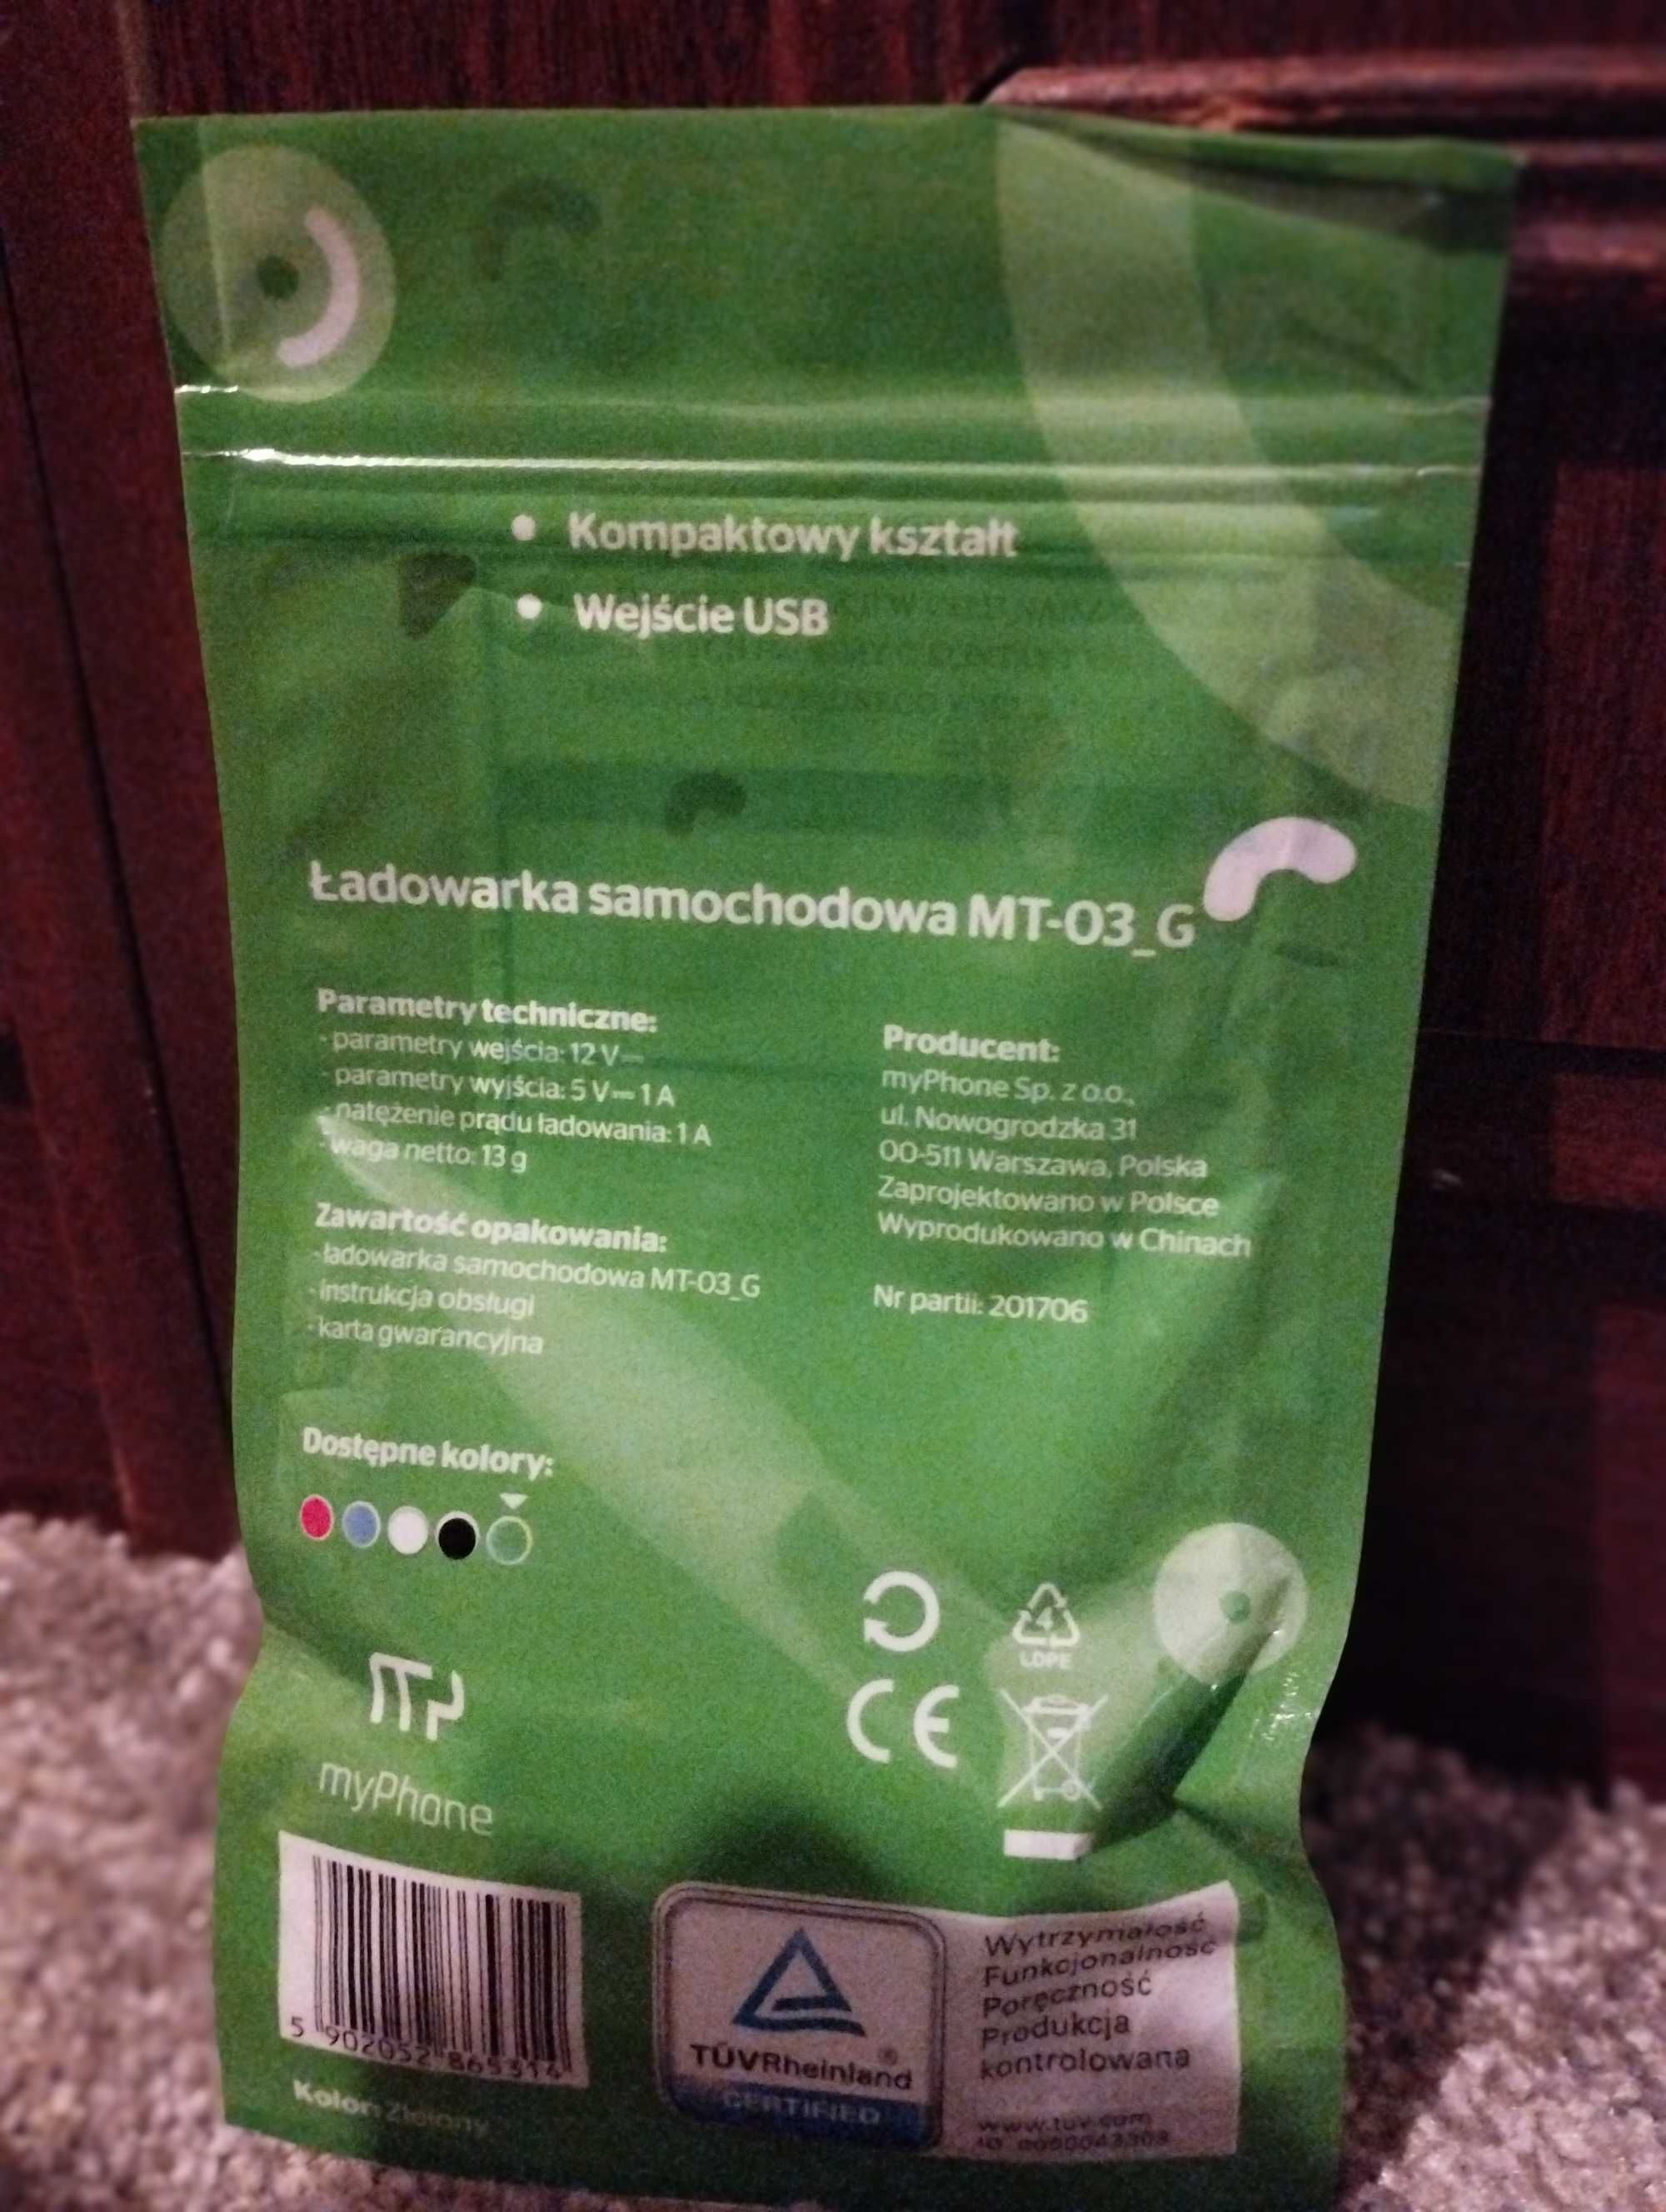 • Kompaktowy kształt
• Wejście USB
Ładowarka samochodowa MT-03_G
Parametry techniczne:
- parametry wejścia: 12 V⎓
- parametry wyjścia: 5 V⎓ 1 A
- natężenie prądu ładowania: 1 A
- waga netto: 13 g
Zawartość opakowania:
- ładowarka samochodowa MT-03_G
- instrukcja obsługi
- karta gwarancyjna
Producent:
myPhone Sp. z o.o.,
ul. Nowogrodzka 31
00-511 Warszawa, Polska
Zaprojektowano w Polsce
Wyprodukowano w Chinach
Nr partii: 201706
Dostępne kolory:
4
LDPE
CE
myPhone
5 902052 865314
Kolor: Zielony
TÜVRheinland®
CERTIFIED
Wytrzymałość
Funkcjonalność
Poręczność
Produkcja
kontrolowana
www.tuv.com
ID